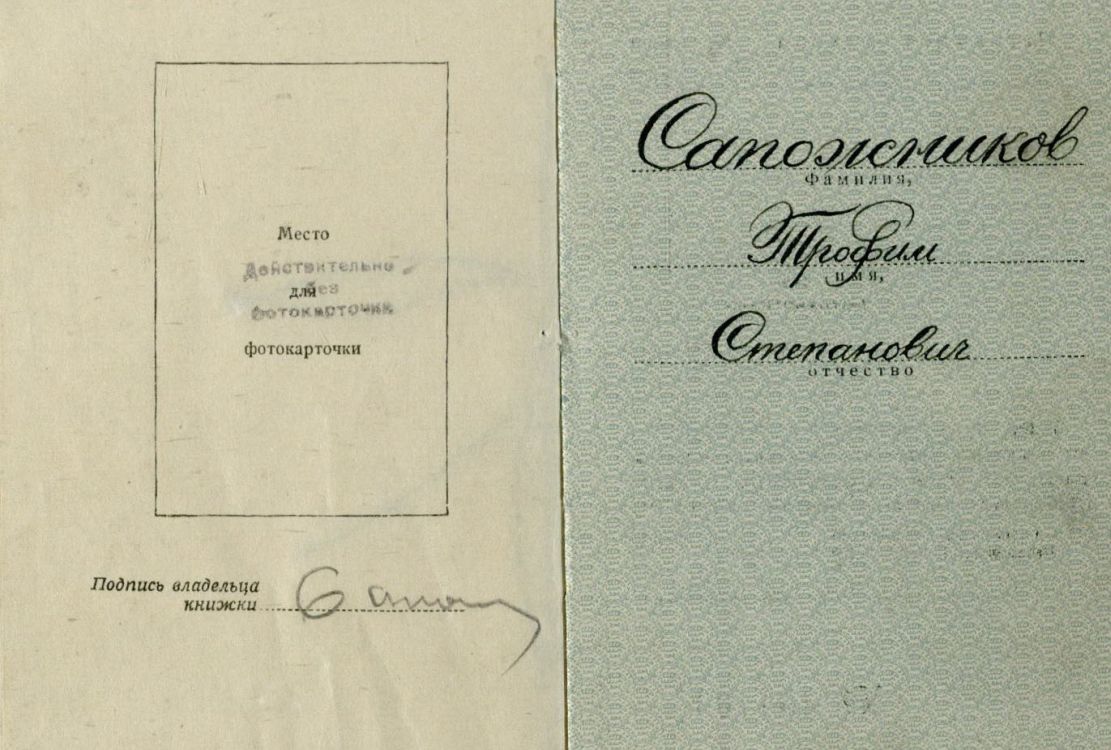 Место
Действительно
для
без
фотокарточки
фотокарточки
Подпись владельца
книжки
Сапожников
Фамилия,
Трофим
имя,
Степанович
отчество